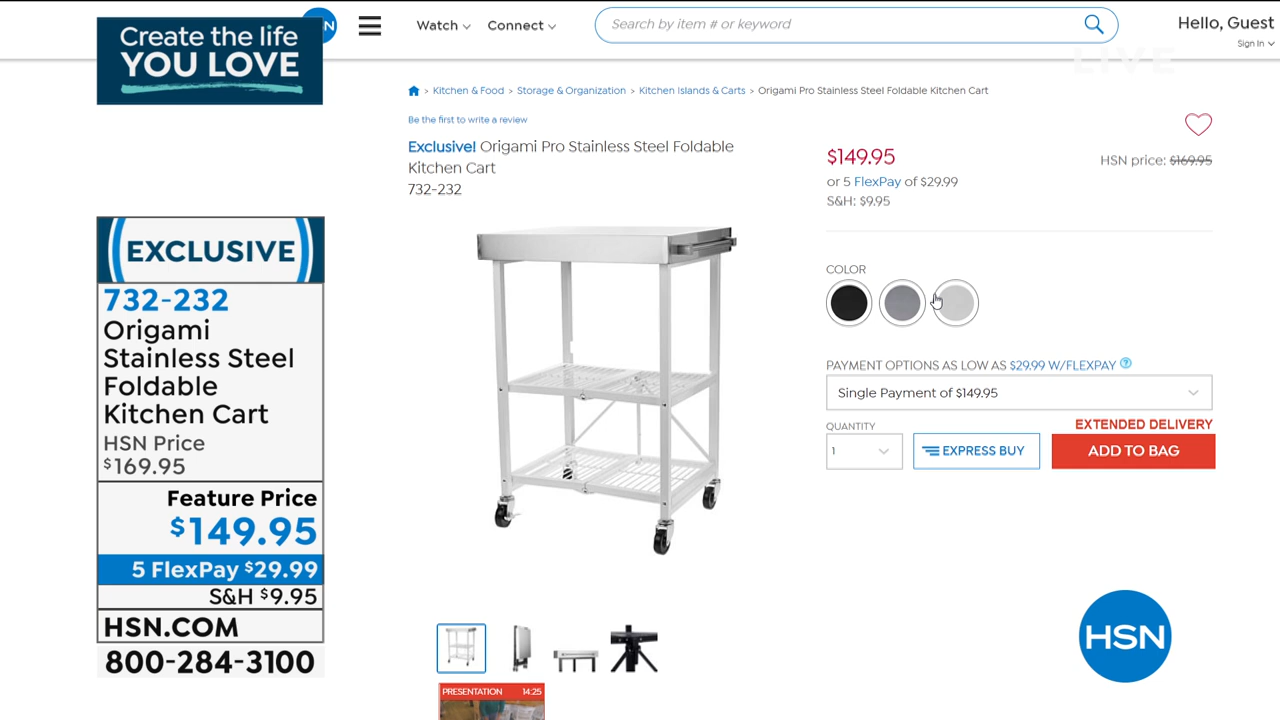 Create the life
YOU LOVE
N
Watch
Connect
Search by item # or keyword
Hello, Guest
Sign In
LIVE
> Kitchen & Food > Storage & Organization > Kitchen Islands & Carts > Origami Pro Stainless Steel Foldable Kitchen Cart
Be the first to write a review
Exclusive! Origami Pro Stainless Steel Foldable
Kitchen Cart
732-232
$149.95
HSN price: $169.95
or 5 FlexPay of $29.99
S&H: $9.95
COLOR
PAYMENT OPTIONS AS LOW AS $29.99 W/FLEXPAY ?
Single Payment of $149.95
QUANTITY
EXTENDED DELIVERY
1
EXPRESS BUY
ADD TO BAG
EXCLUSIVE
732-232
Origami
Stainless Steel
Foldable
Kitchen Cart
HSN Price
$169.95
Feature Price
$149.95
5 FlexPay $29.99
S&H $9.95
HSN.COM
800-284-3100
PRESENTATION 14:25
HSN